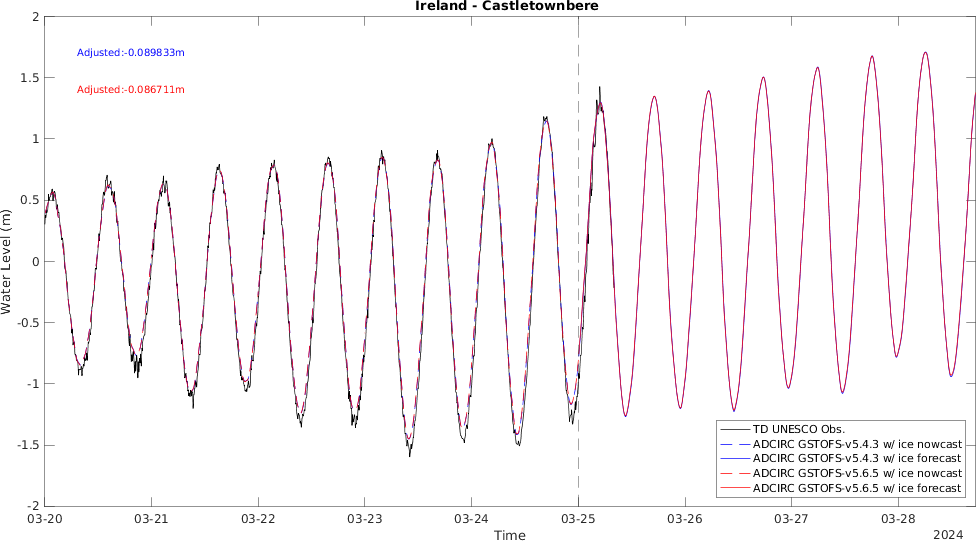 Ireland - Castletownbere
Adjusted:-0.089833m
Adjusted:-0.086711m
Water Level (m)
2
1.5
1
0.5
0
-0.5
-1
-1.5
-2
TD UNESCO Obs.
ADCIRC GSTOFS-v5.4.3 w/ ice nowcast
ADCIRC GSTOFS-v5.4.3 w/ ice forecast
ADCIRC GSTOFS-v5.6.5 w/ ice nowcast
ADCIRC GSTOFS-v5.6.5 w/ ice forecast
03-20 03-21 03-22 03-23 03-24 03-25 03-26 03-27 03-28
Time
2024